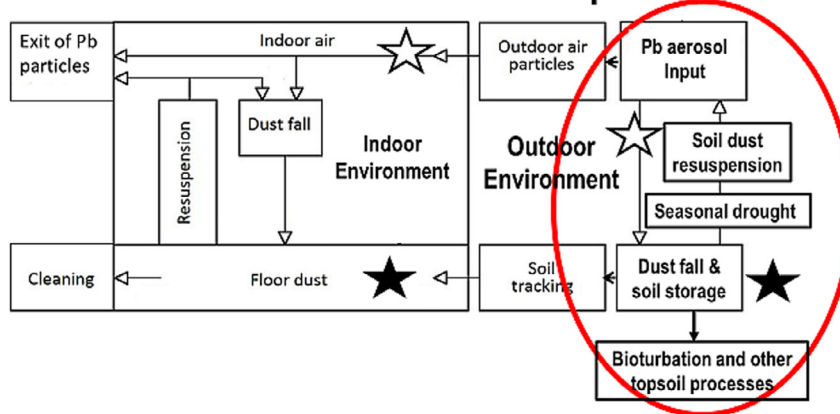 Exit of Pb
particles
Indoor air
Outdoor air
particles
Pb aerosol
Input
Dust fall
Resuspension
Indoor
Environment
Outdoor
Environment
Soil dust
resuspension
Seasonal drought
Cleaning
Floor dust
Soil
tracking
Dust fall &
soil storage
Bioturbation and other
topsoil processes